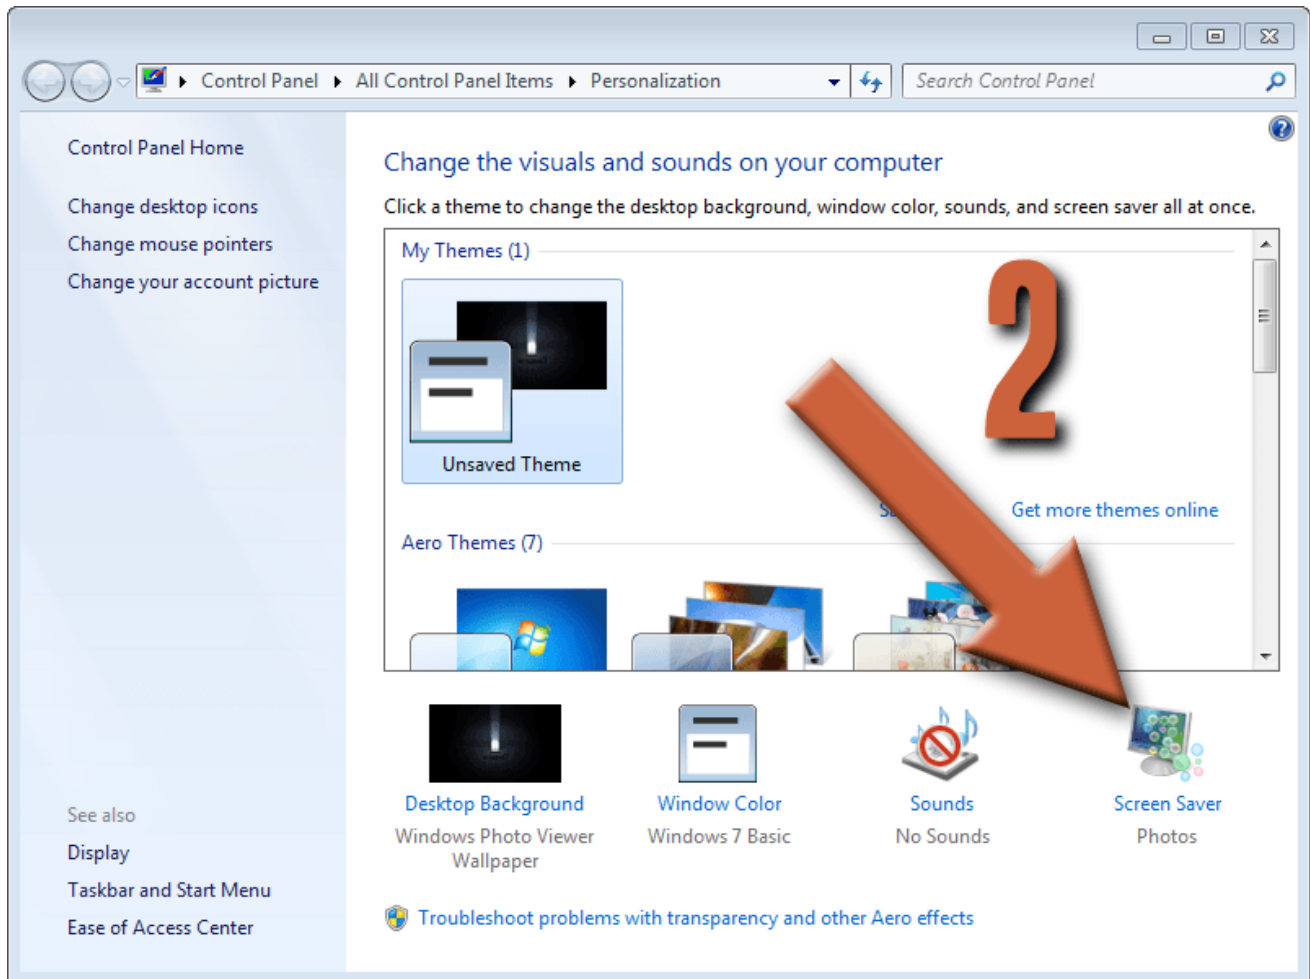 Control Panel All Control Panel Items Personalization
Search Control Panel
Control Panel Home
Change desktop icons
Change mouse pointers
Change your account picture
See also
Display
Taskbar and Start Menu
Ease of Access Center
Change the visuals and sounds on your computer
Click a theme to change the desktop background, window color, sounds, and screen saver all at once.
My Themes (1)
2
Unsaved Theme
Get more themes online
Aero Themes (7)
Desktop Background
Windows Photo Viewer
Wallpaper
Window Color
Windows 7 Basic
Sounds
No Sounds
Screen Saver
Photos
Troubleshoot problems with transparency and other Aero effects